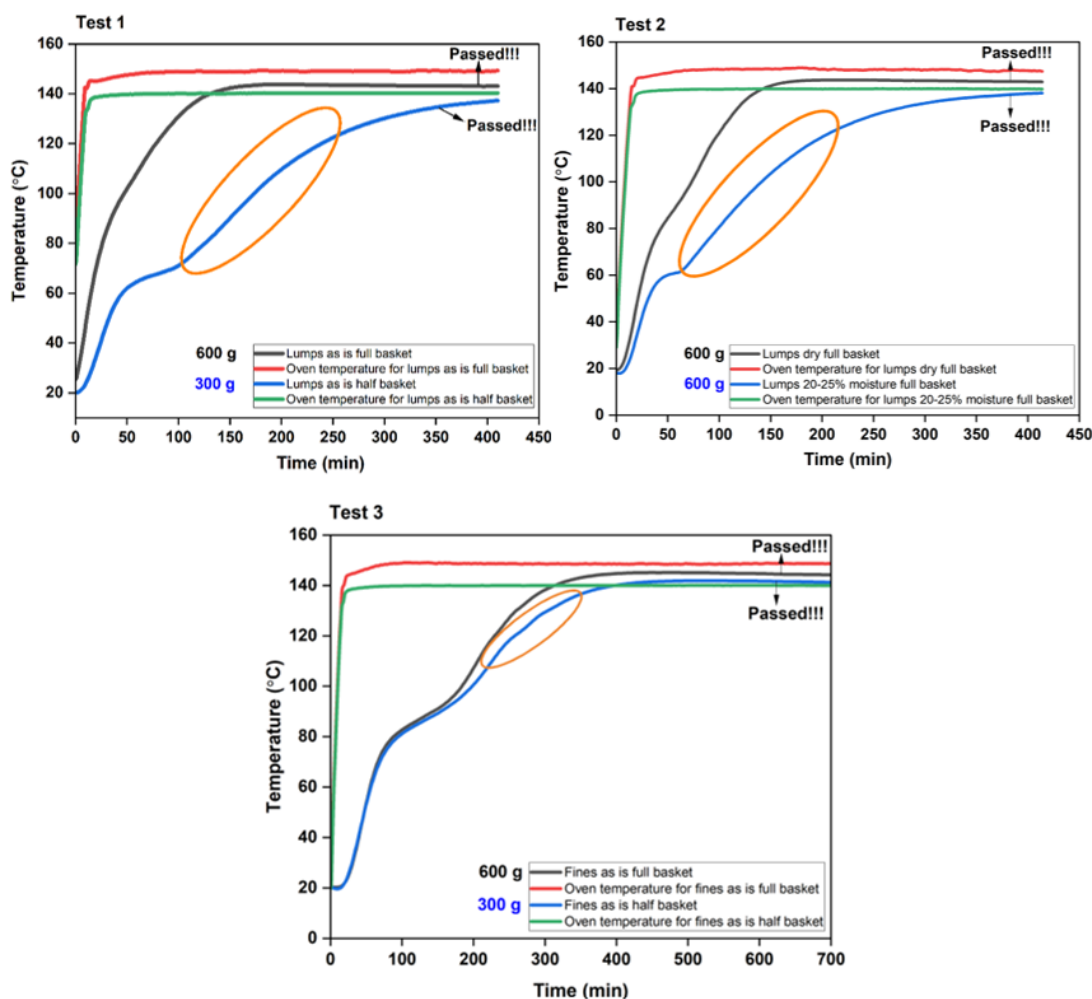 Test 1
160
140
120
100
80
60
40
20
0
50
100
150
200
250
300
350
400
450
Temperature (°C)
Time (min)
Passed!!!
Passed!!!
600 g
300 g
Lumps as is full basket
Oven temperature for lumps as is full basket
Lumps as is half basket
Oven temperature for lumps as is half basket
Test 2
160
140
120
100
80
60
40
20
0
0
50
100
150
200
250
300
350
400
450
Temperature (°C)
Time (min)
Passed!!!
Passed!!!
600 g
600 g
Lumps dry full basket
Oven temperature for lumps dry full basket
Lumps 20-25% moisture full basket
Oven temperature for lumps 20-25% moisture full basket
Test 3
160
140
120
100
80
60
40
20
0
0
100
200
300
400
500
600
700
Temperature (°C)
Time (min)
Passed!!!
Passed!!!
600 g
300 g
Fines as is full basket
Oven temperature for fines as is full basket
Fines as is half basket
Oven temperature for fines as is half basket